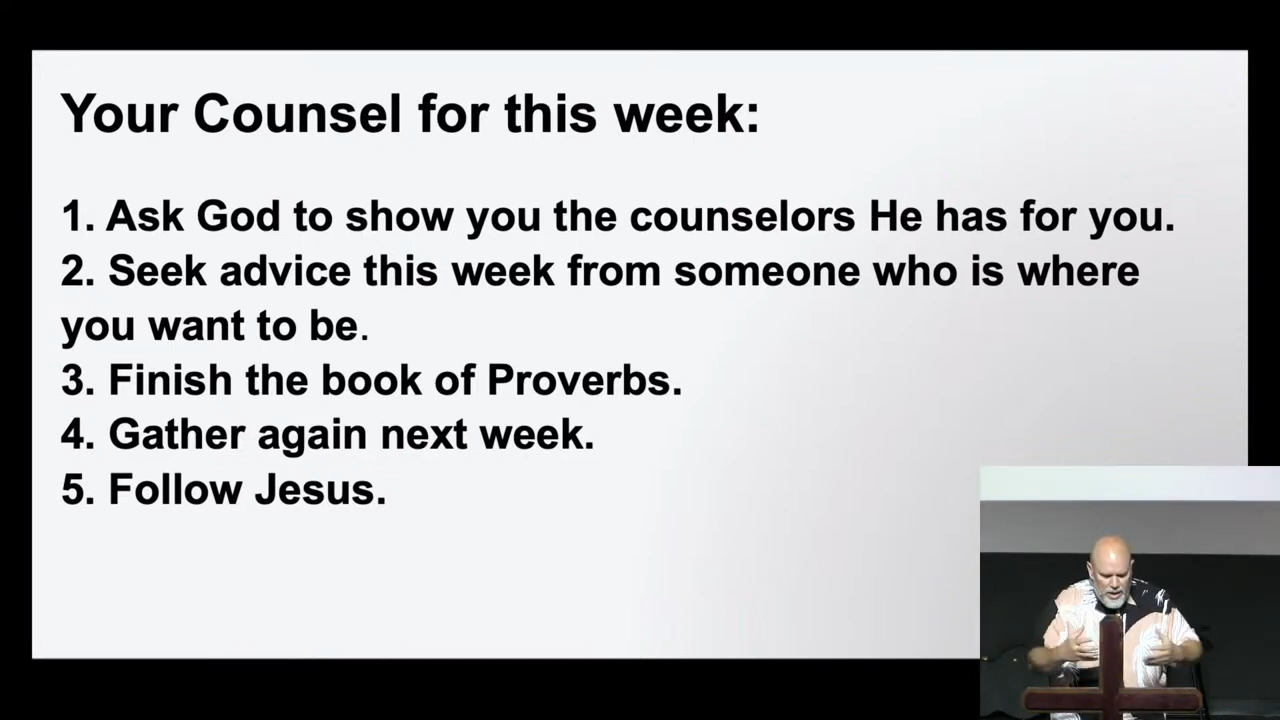 Your Counsel for this week:
1. Ask God to show you the counselors He has for you.
2. Seek advice this week from someone who is where
you want to be.
3. Finish the book of Proverbs.
4. Gather again next week.
5. Follow Jesus.